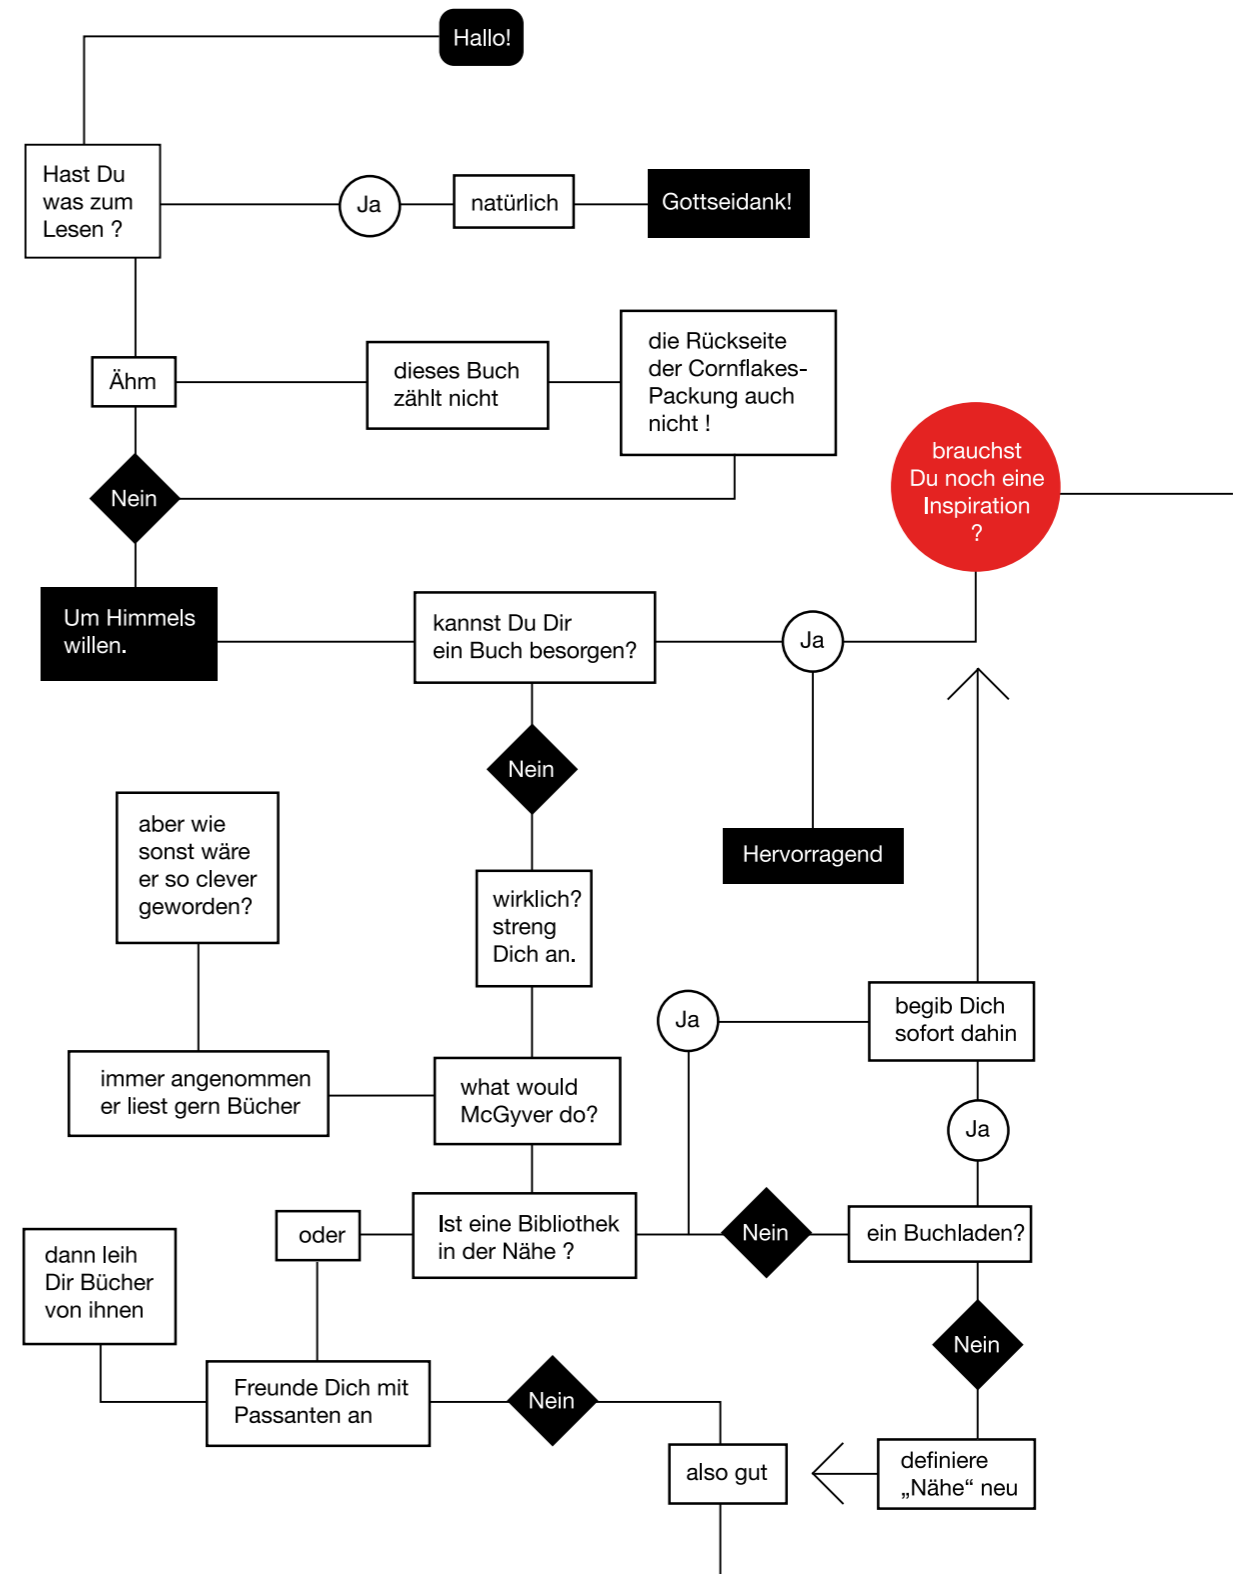 Hallo!
Hast Du
was zum
Lesen ?
Ja
natürlich
Gottseidank!
Ähm
dieses Buch
zählt nicht
die Rückseite
der Cornflakes-
Packung auch
nicht !
Nein
brauchst
Du noch eine
Inspiration
?
Um Himmels
willen.
kannst Du Dir
ein Buch besorgen?
Ja
Hervorragend
Nein
wirklich?
streng
Dich an.
aber wie
sonst wäre
er so clever
geworden?
immer angenommen
er liest gern Bücher
what would
McGyver do?
Ja
begib Dich
sofort dahin
Ja
oder
Ist eine Bibliothek
in der Nähe ?
Nein
ein Buchladen?
dann leih
Dir Bücher
von ihnen
Freunde Dich mit
Passanten an
Nein
Nein
also gut
definiere
„Nähe“ neu